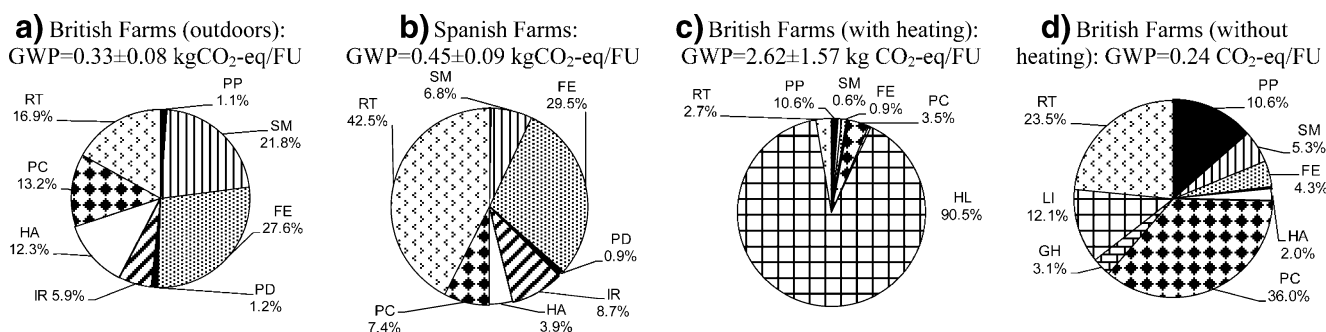 a) British Farms (outdoors):
GWP=0.33±0.08 kgCO₂-eq/FU
PP
1.1%
SM
21.8%
FE
27.6%
PD
1.2%
IR 5.9%
HA
12.3%
PC
13.2%
RT
16.9%
b) Spanish Farms:
GWP=0.45±0.09 kgCO₂-eq/FU
SM
6.8%
FE
29.5%
PD
0.9%
IR
8.7%
HA
3.9%
PC
7.4%
RT
42.5%
c) British Farms (with heating):
GWP=2.62±1.57 kg CO₂-eq/FU
RT
2.7%
PP
10.6%
SM
0.6%
FE
0.9%
PC
3.5%
HL
90.5%
d) British Farms (without
heating): GWP=0.24 CO₂-eq/FU
PP
10.6%
SM
5.3%
FE
4.3%
HA
2.0%
PC
36.0%
GH
3.1%
LI
12.1%
RT
23.5%